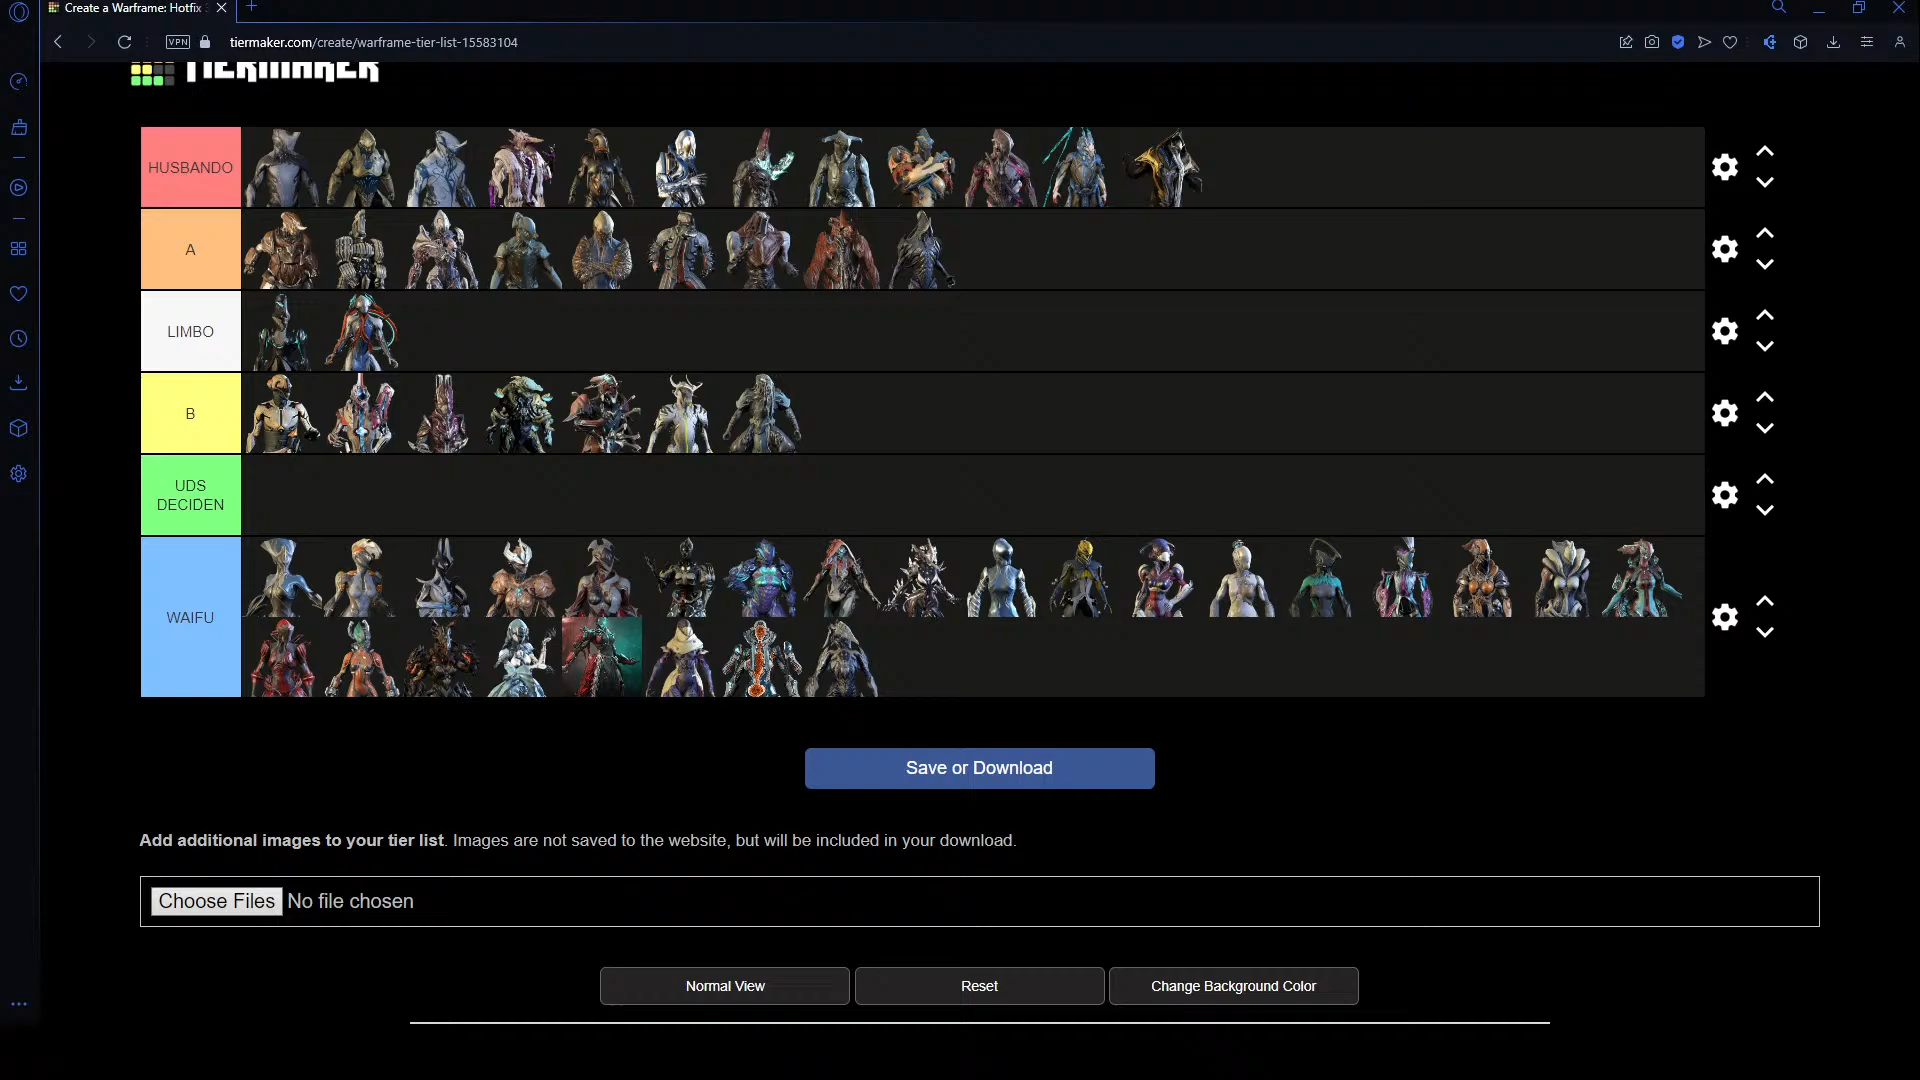 Create a Warframe: Hotfix
VPN
tiermaker.com/create/warframe-tier-list-15583104
TIERMAKER
HUSBANDO
A
LIMBO
B
UDS
DECIDEN
WAIFU
Save or Download
Add additional images to your tier list. Images are not saved to the website, but will be included in your download.
Choose Files No file chosen
Normal View
Reset
Change Background Color